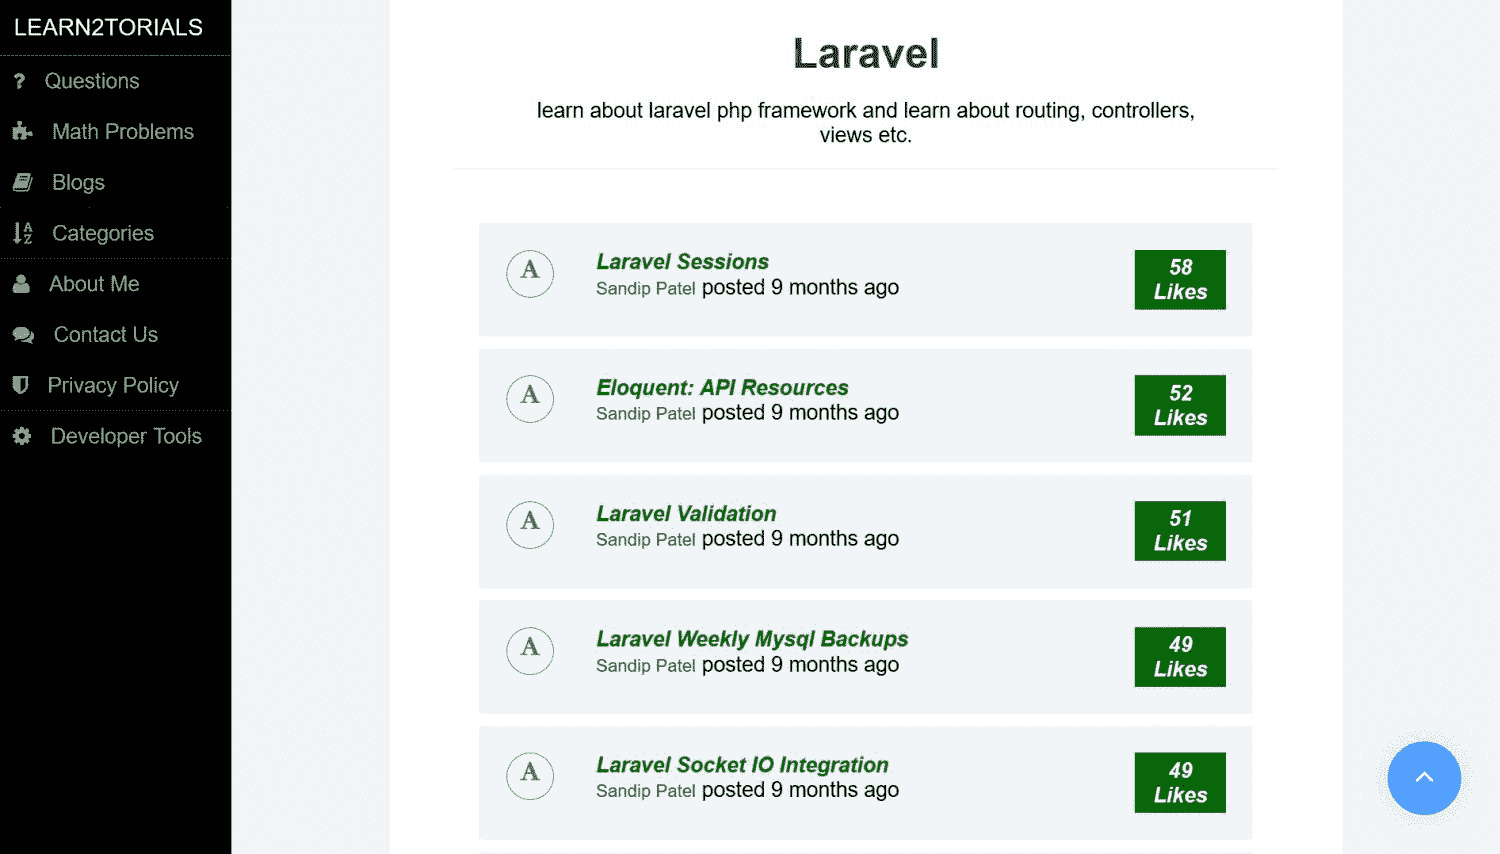 LEARN2TORIALS
Questions
Math Problems
Blogs
Categories
About Me
Contact Us
Privacy Policy
Developer Tools
Laravel
learn about laravel php framework and learn about routing, controllers,
views etc.
A
Laravel Sessions
Sandip Patel posted 9 months ago
58
Likes
A
Eloquent: API Resources
Sandip Patel posted 9 months ago
52
Likes
A
Laravel Validation
Sandip Patel posted 9 months ago
51
Likes
A
Laravel Weekly Mysql Backups
Sandip Patel posted 9 months ago
49
Likes
A
Laravel Socket IO Integration
Sandip Patel posted 9 months ago
49
Likes